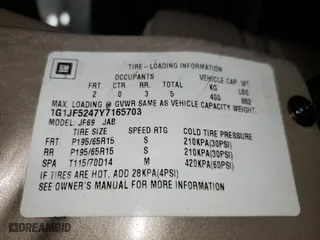 GM
TIRE-LOADING INFORMATION
OCCUPANTS VEHICLE CAP. WT.
FRT CTR RR. TOTAL KG LBS
2 0 3 5 400 882
MAX. LOADING @ GVWR SAME AS VEHICLE CAPACITY WEIGHT.
1G1JF5247Y7165703
MODEL: JF69 JAB
TIRE SIZE SPEED RTG COLD TIRE PRESSURE
FRT P195/65R15 S 210KPA(30PSI)
RR P195/65R15 S 210KPA(30PSI)
SPA T115/70D14 M 420KPA(60PSI)
IF TIRES ARE HOT, ADD 28KPA(4PSI)
SEE OWNER'S MANUAL FOR MORE INFORMATION
DREAMBID